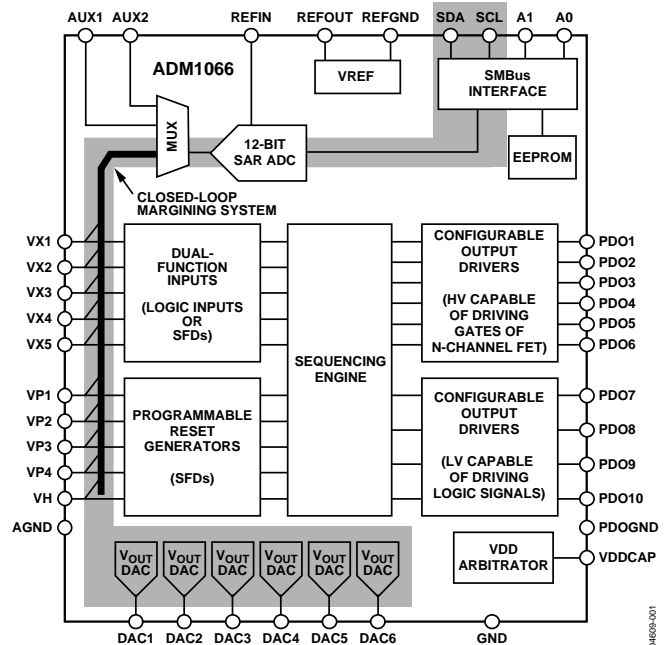 AUX1 AUX2 REFIN REFOUT REFGND SDA SCL A1 A0
ADM1066
VREF
SMBus
INTERFACE
MUX
12-BIT
SAR ADC
EEPROM
CLOSED-LOOP
MARGINING SYSTEM
VX1
VX2
VX3
VX4
VX5
DUAL-
FUNCTION
INPUTS
(LOGIC INPUTS
OR
SFDs)
SEQUENCING
ENGINE
CONFIGURABLE
OUTPUT
DRIVERS
(HV CAPABLE
OF DRIVING
GATES OF
N-CHANNEL FET)
PDO1
PDO2
PDO3
PDO4
PDO5
PDO6
VP1
VP2
VP3
VP4
VH
AGND
PROGRAMMABLE
RESET
GENERATORS
(SFDs)
CONFIGURABLE
OUTPUT
DRIVERS
(LV CAPABLE
OF DRIVING
LOGIC SIGNALS)
PDO7
PDO8
PDO9
PDO10
PDOGND
VDD
ARBITRATOR
VDDCAP
VOUT
DAC
VOUT
DAC
VOUT
DAC
VOUT
DAC
VOUT
DAC
VOUT
DAC
DAC1 DAC2 DAC3 DAC4 DAC5 DAC6 GND
04609-001